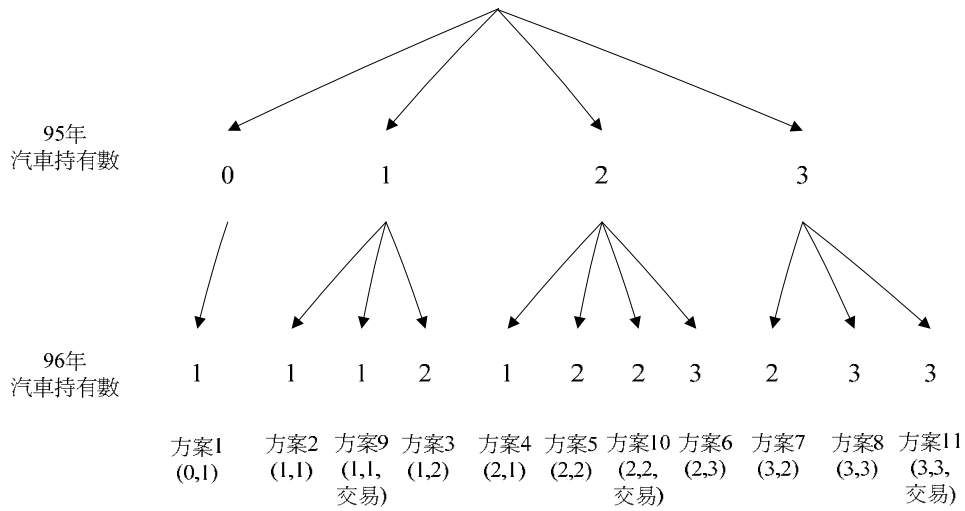 95年
汽車持有數
0 1 2 3
96年
汽車持有數
1 1 1 2 1 2 2 3 2 3 3
方案1
(0,1)
方案2
(1,1)
方案9
(1,1,
交易)
方案3
(1,2)
方案4
(2,1)
方案5
(2,2)
方案10
(2,2,
交易)
方案6
(2,3)
方案7
(3,2)
方案8
(3,3)
方案11
(3,3,
交易)